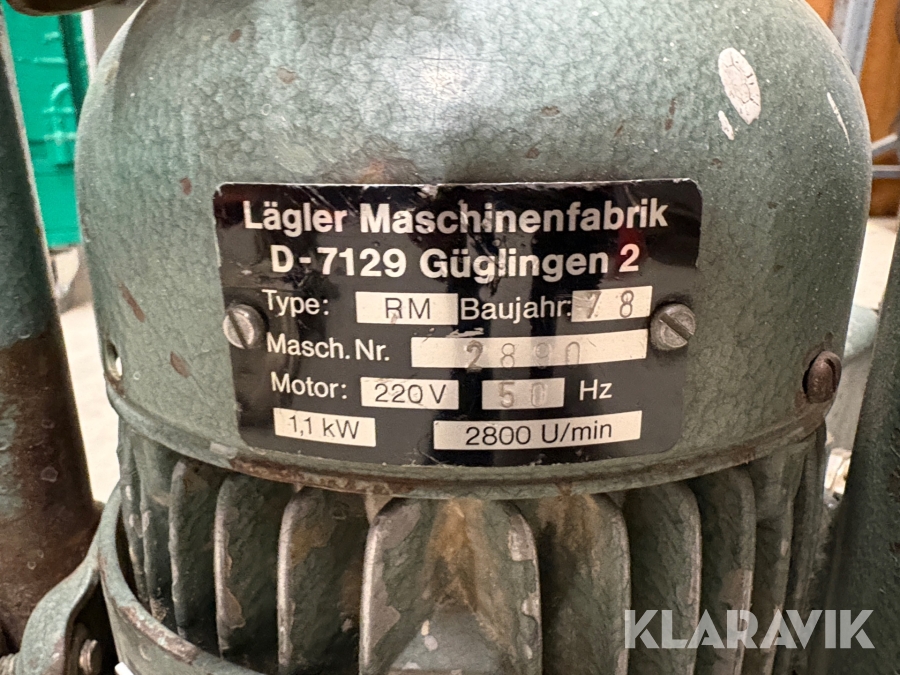 Lägler Maschinenfabrik
D-7129 Güglingen 2
Type: RM Baujahr: 78
Masch. Nr. 2890
Motor: 220 V 50 Hz
1,1 kW 2800 U/min
KLARAVIK